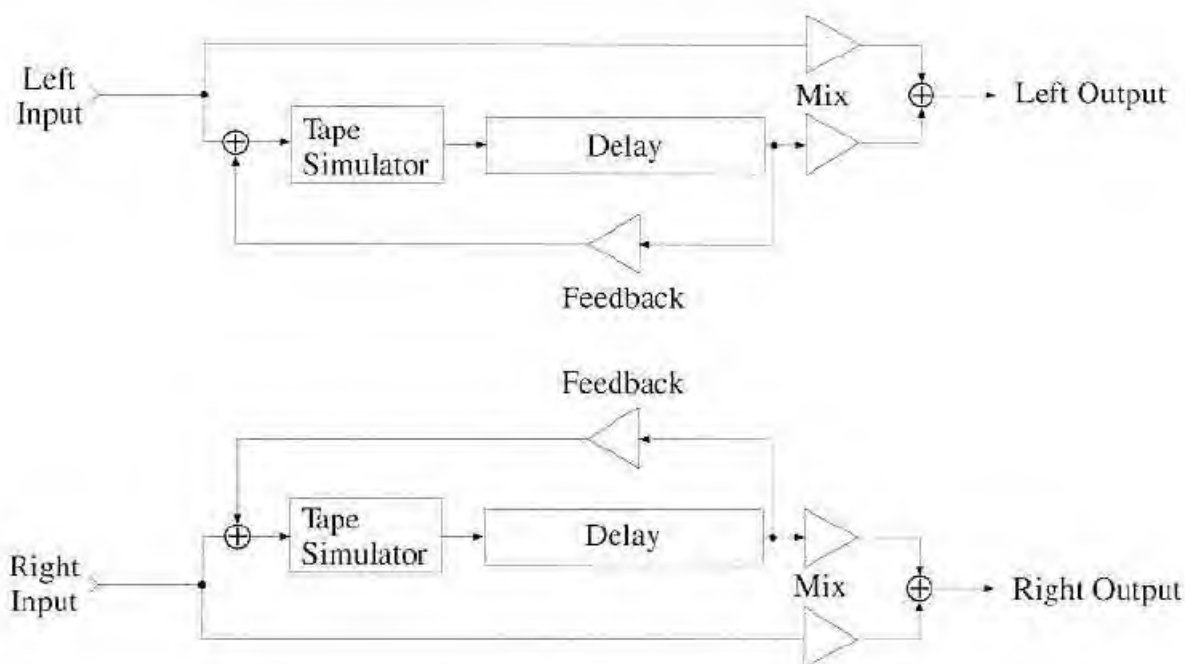 Left
Input
Tape
Simulator
Delay
Mix
Left Output
Feedback
Feedback
Right
Input
Tape
Simulator
Delay
Mix
Right Output